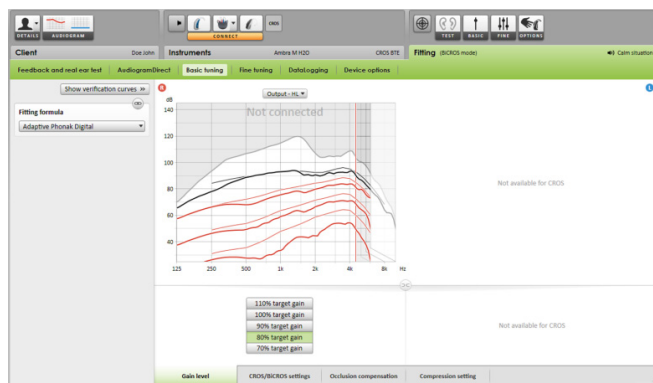 DETAILS AUDIOGRAM
CROS
CONNECT
TEST BASIC FINE OPTIONS
Client Doe John
Instruments Ambra M H2O CROS BTE
Fitting (BiCROS mode) Calm situation
Feedback and real ear test AudiogramDirect Basic tuning Fine tuning DataLogging Device options
Show verification curves »
Fitting formula
Adaptive Phonak Digital
R
L
Output - HL
dB
Not connected
140
120
100
80
60
40
125 250 500 1k 2k 4k 8k Hz
Not available for CROS
110% target gain
100% target gain
90% target gain
80% target gain
70% target gain
Not available for CROS
Gain level CROS/BiCROS settings Occlusion compensation Compression setting